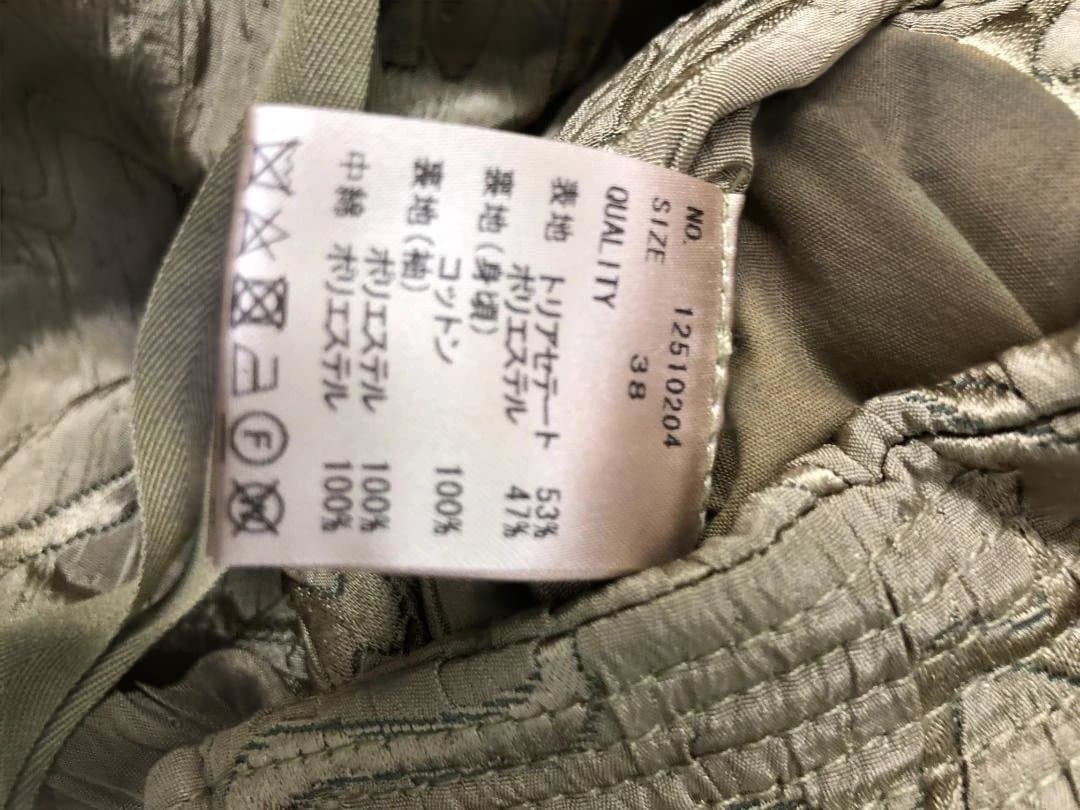 NO. 12510204
SIZE 38
QUALITY
表地 トリアセテート 53%
ポリエステル 47%
裏地(身頃)
コットン 100%
裏地(袖)
ポリエステル 100%
中綿 ポリエステル 100%
F